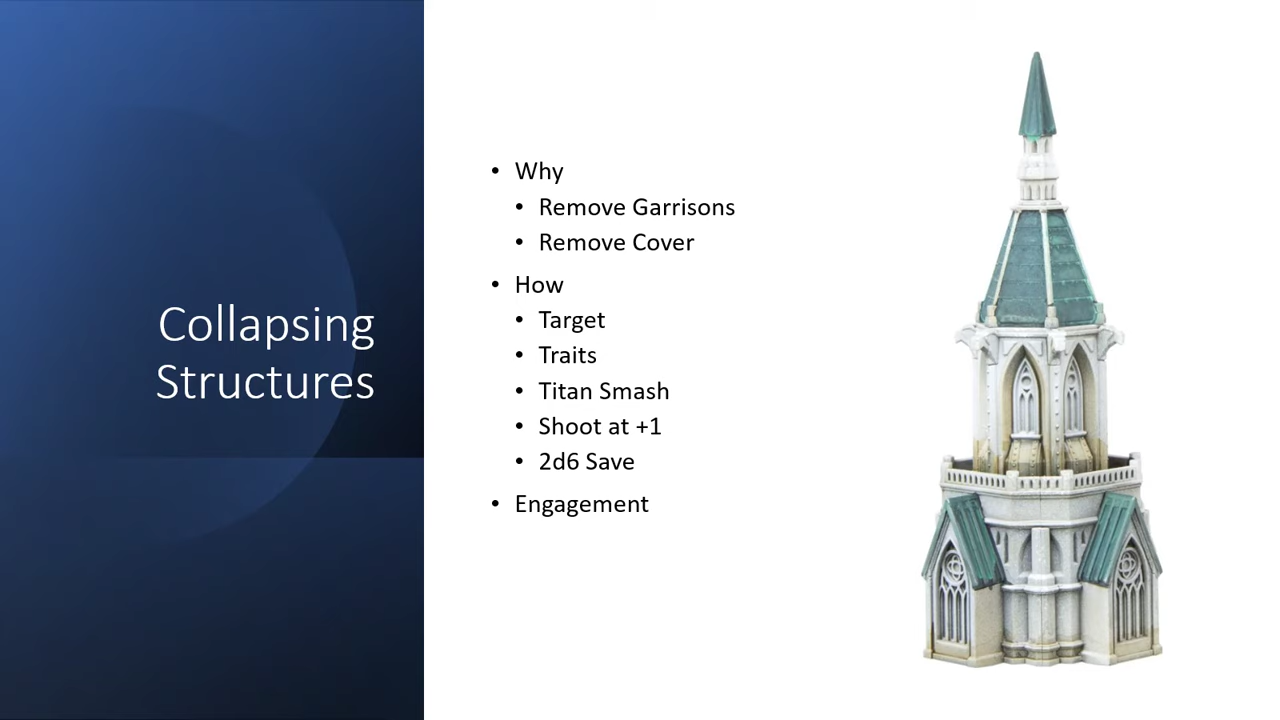 Collapsing
Structures
• Why
• Remove Garrisons
• Remove Cover
• How
• Target
• Traits
• Titan Smash
• Shoot at +1
• 2d6 Save
• Engagement